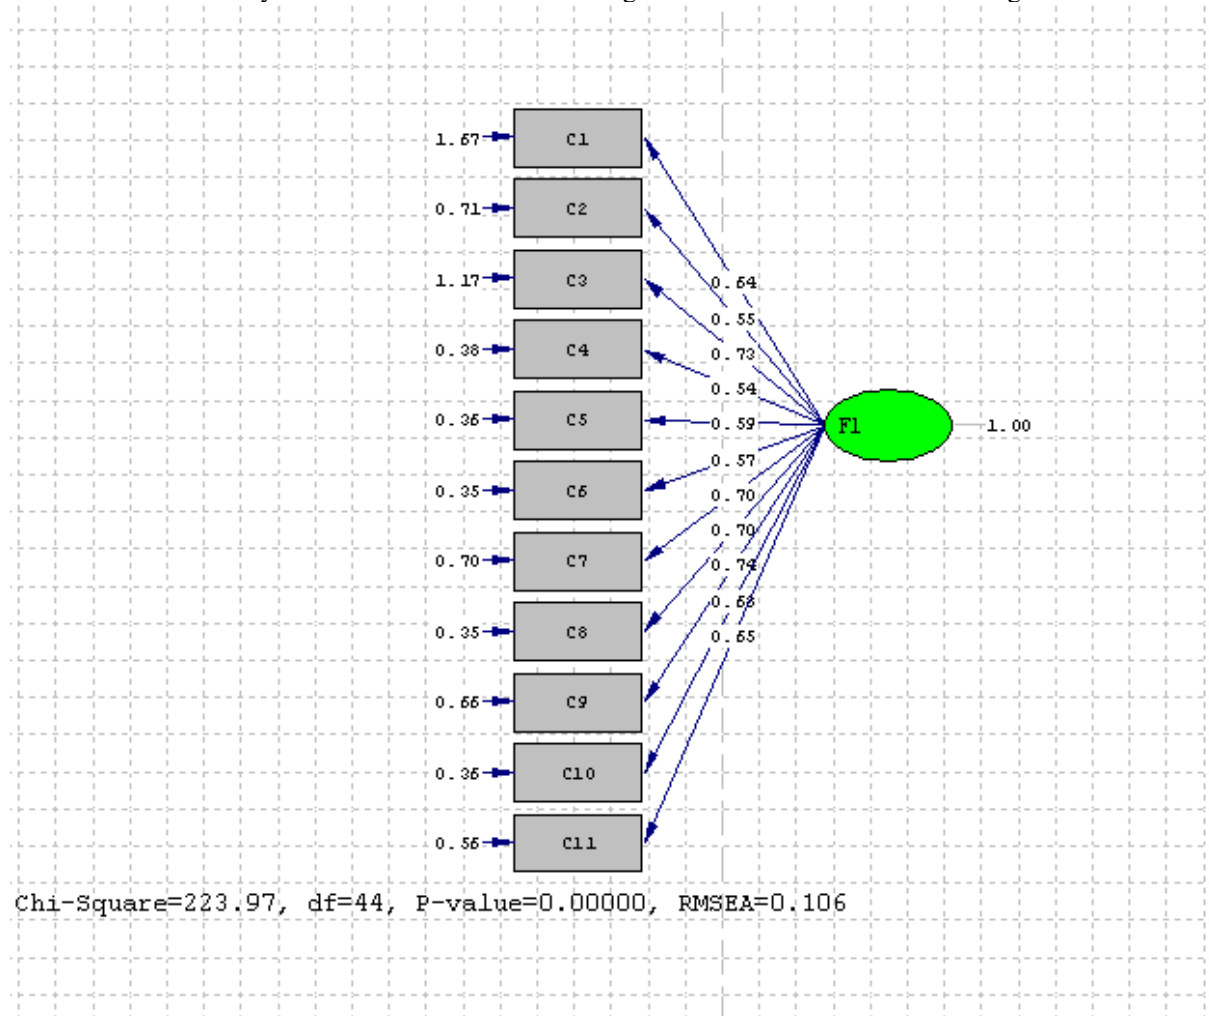 1.67 C1
0.71 C2
1.17 C3
0.64
0.55
0.38 C4
0.73
0.54
0.36 C5 0.59 F1 1.00
0.57
0.35 C6
0.70
0.70
0.70 C7
0.74
0.35 C8
0.65
0.66 C9
0.36 C10
0.56 C11
Chi-Square=223.97, df=44, P-value=0.00000, RMSEA=0.106